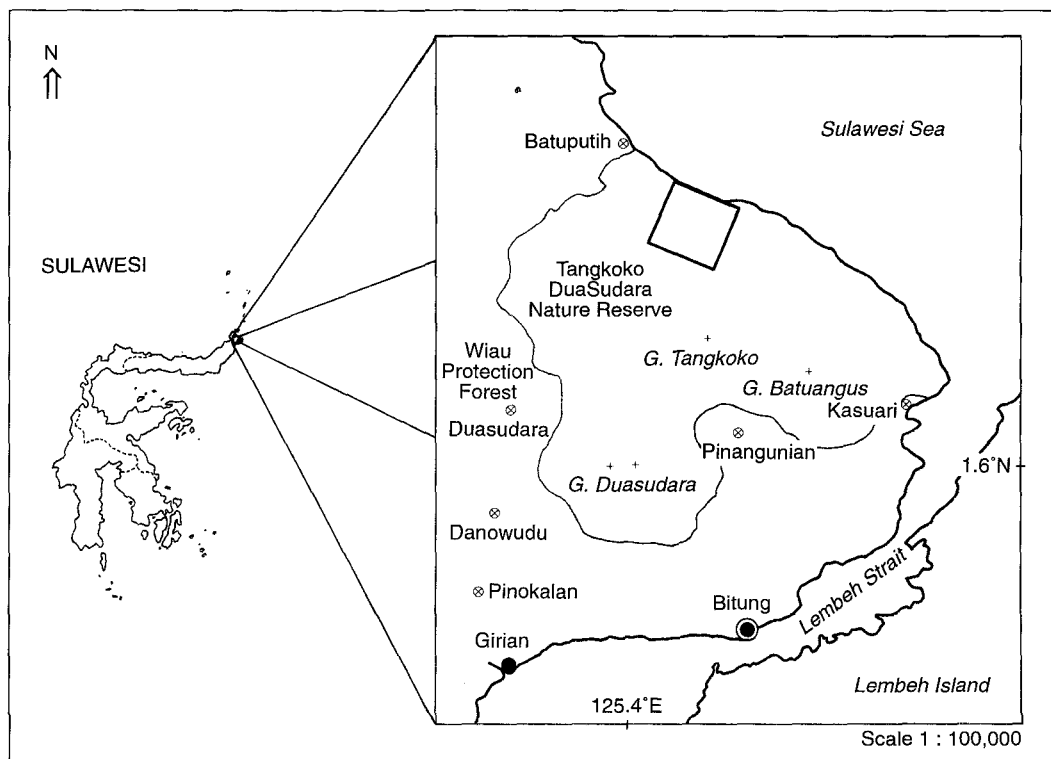 N
SULAWESI
Sulawesi Sea
Batuputih
Tangkoko
DuaSudara
Nature Reserve
G. Tangkoko
Wiau
Protection
Forest
G. Batuangus
Kasuari
Duasudara
Pinangunian
1.6°N
G. Duasudara
Danowudu
Lembeh Strait
Pinokalan
Bitung
Girian
Lembeh Island
125.4°E
Scale 1 : 100,000